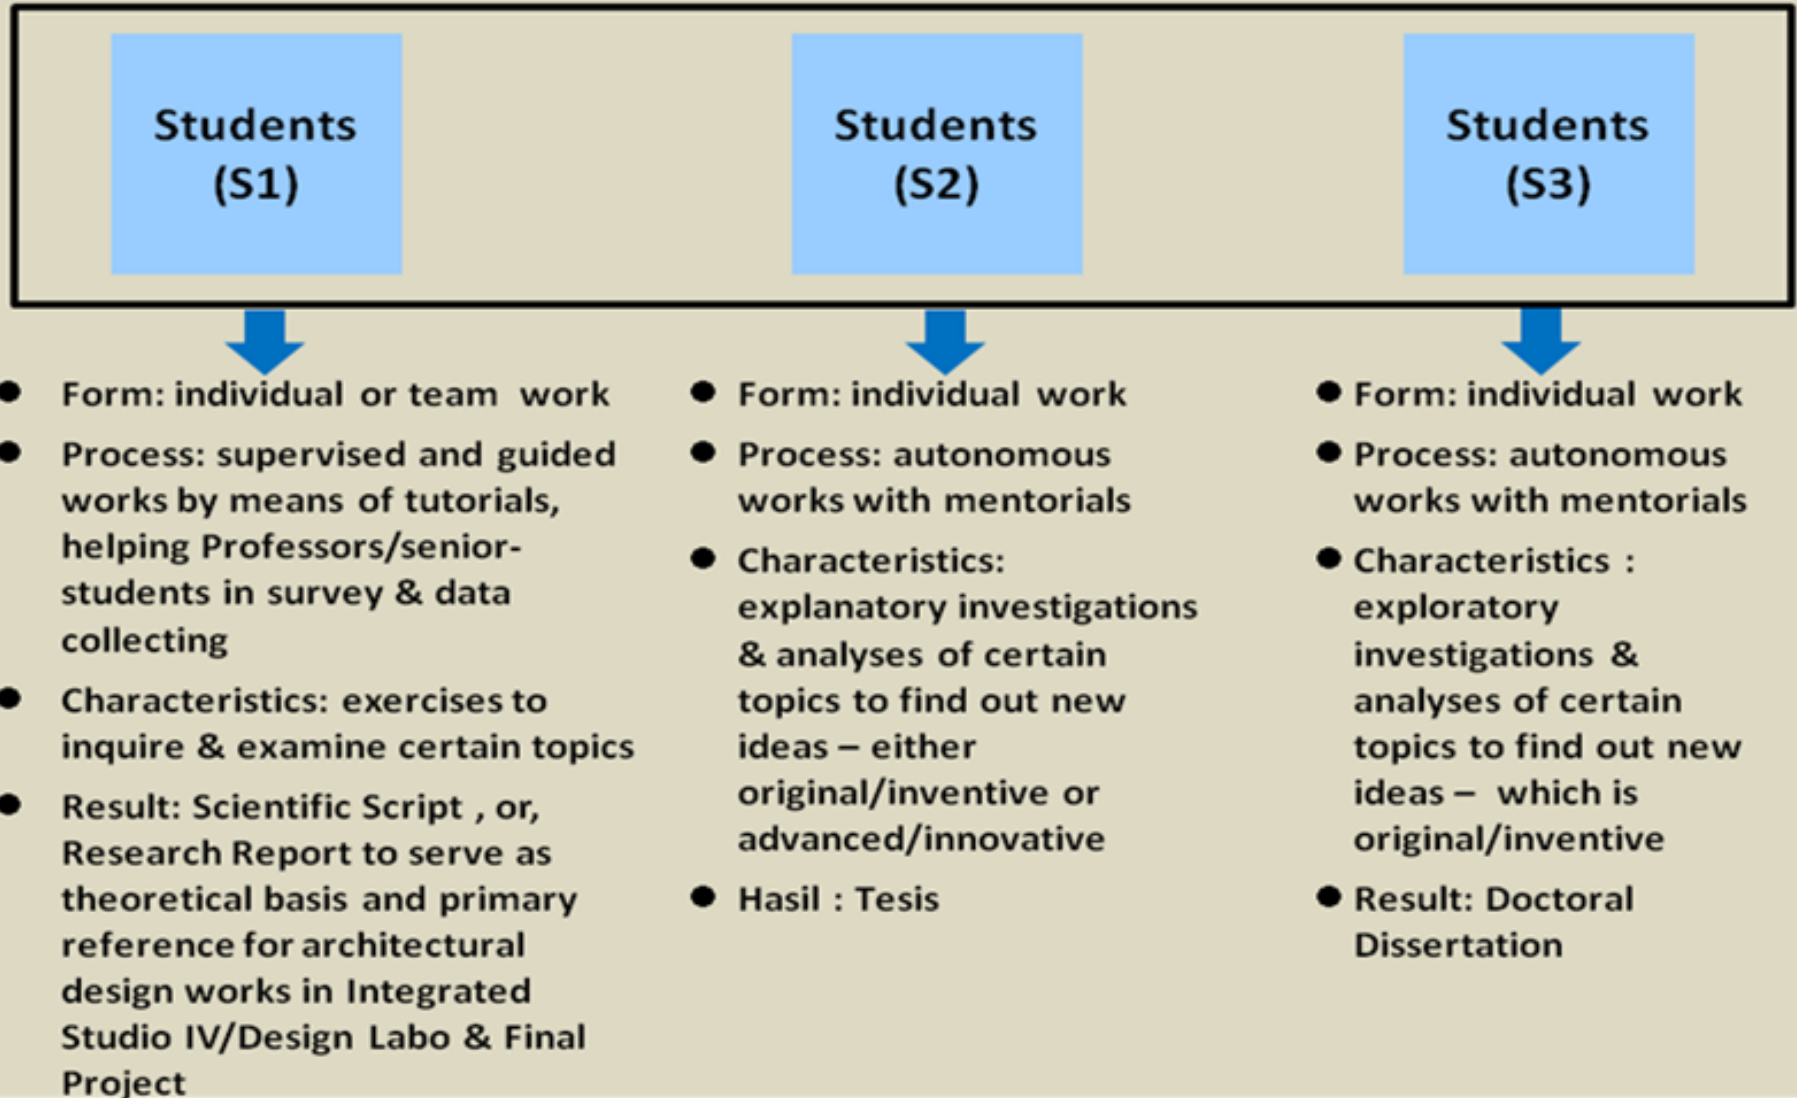 Students
(S1)
Students
(S2)
Students
(S3)
● Form: individual or team work
● Process: supervised and guided
works by means of tutorials,
helping Professors/senior-
students in survey & data
collecting
● Characteristics: exercises to
inquire & examine certain topics
● Result: Scientific Script , or,
Research Report to serve as
theoretical basis and primary
reference for architectural
design works in Integrated
Studio IV/Design Labo & Final
Project
● Form: individual work
● Process: autonomous
works with mentorials
● Characteristics:
explanatory investigations
& analyses of certain
topics to find out new
ideas – either
original/inventive or
advanced/innovative
● Hasil : Tesis
● Form: individual work
● Process: autonomous
works with mentorials
● Characteristics :
exploratory
investigations &
analyses of certain
topics to find out new
ideas – which is
original/inventive
● Result: Doctoral
Dissertation